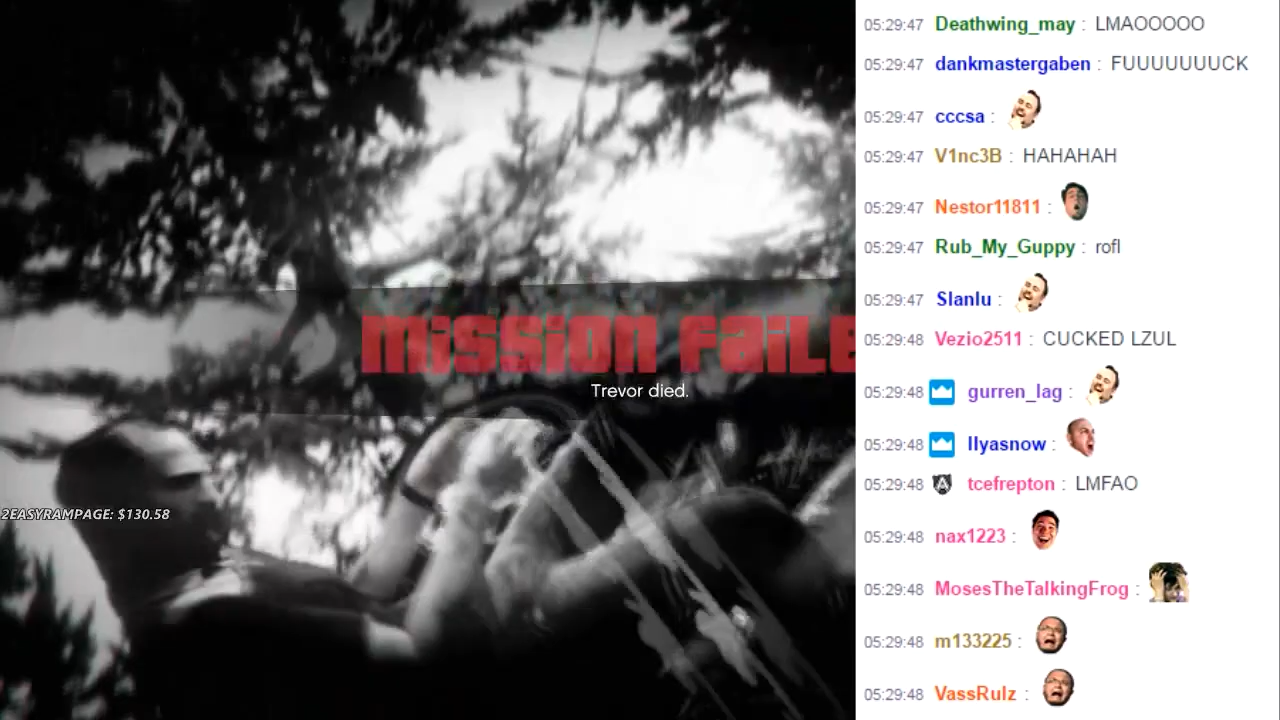 mission faile
Trevor died.
2EASYRAMPAGE: $130.58
05:29:47 Deathwing_may : LMAOOOOO
05:29:47 dankmastergaben : FUUUUUUUCK
05:29:47 cccsa :
05:29:47 V1nc3B : HAHAHAH
05:29:47 Nestor11811 :
05:29:47 Rub_My_Guppy : rofl
05:29:47 Slanlu :
05:29:48 Vezio2511 : CUCKED LZUL
05:29:48 gurren_lag :
05:29:48 llyasnow :
05:29:48 tcefrepton : LMFAO
05:29:48 nax1223 :
05:29:48 MosesTheTalkingFrog :
05:29:48 m133225 :
05:29:48 VassRulz :